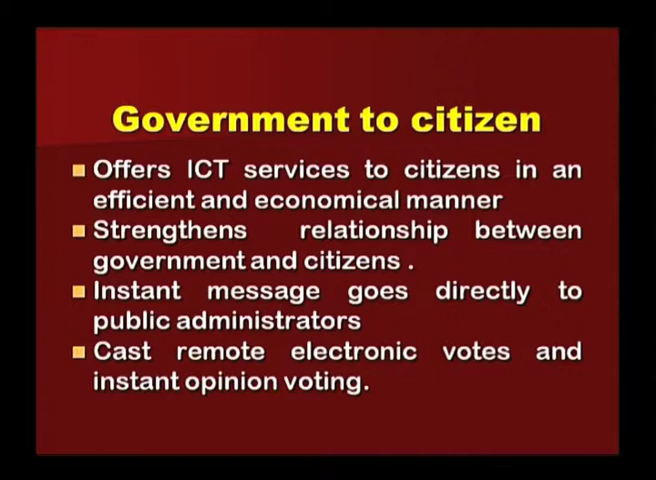 Government to citizen
Offers ICT services to citizens in an
efficient and economical manner
Strengthens relationship between
government and citizens .
Instant message goes directly to
public administrators
Cast remote electronic votes and
instant opinion voting.